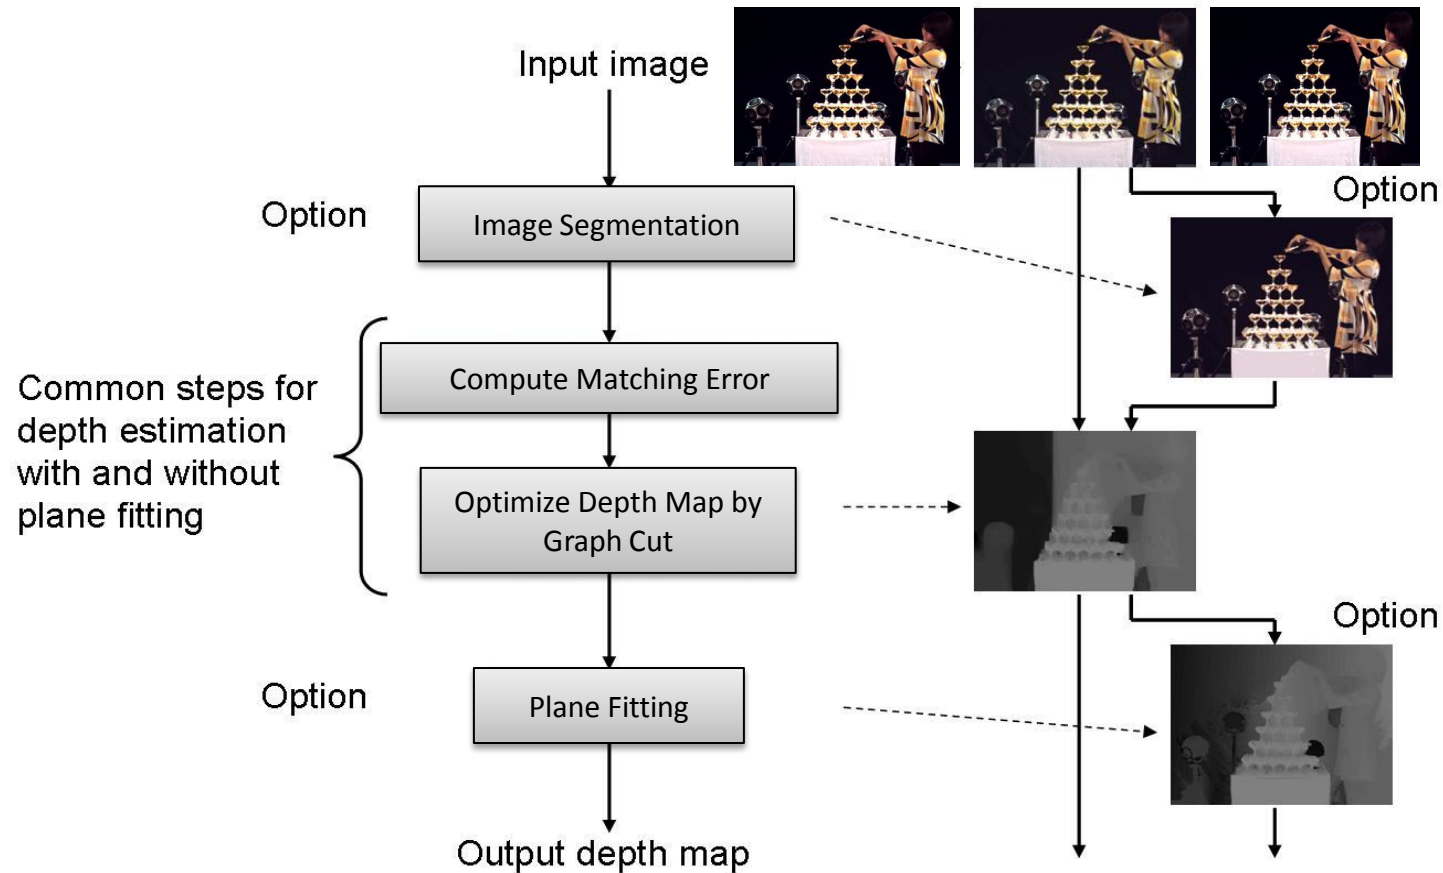 Input image
Option
Option
Image Segmentation
Compute Matching Error
Common steps for
depth estimation
with and without
plane fitting
Optimize Depth Map by
Graph Cut
Option
Option
Plane Fitting
Output depth map